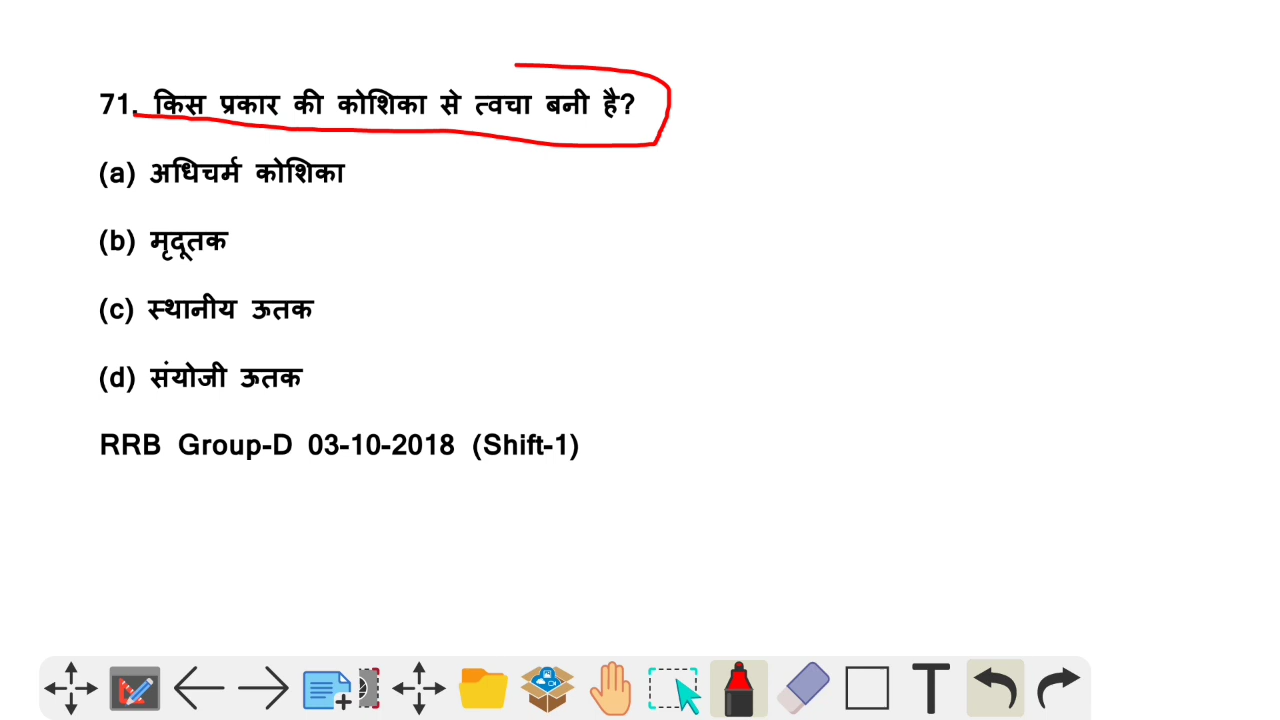 71. किस प्रकार की कोशिका से त्वचा बनी है?
(a) अधिचर्म कोशिका
(b) मृदूतक
(c) स्थानीय ऊतक
(d) संयोजी ऊतक
RRB Group-D 03-10-2018 (Shift-1)